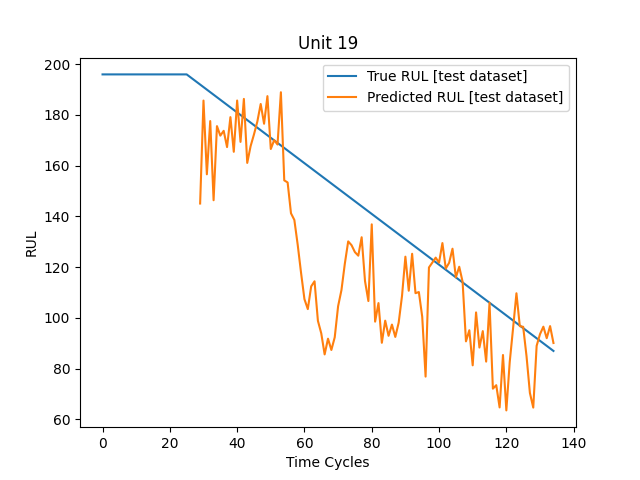 Unit 19
True RUL [test dataset]
Predicted RUL [test dataset]
RUL
200
180
160
140
120
100
80
60
0 20 40 60 80 100 120 140
Time Cycles